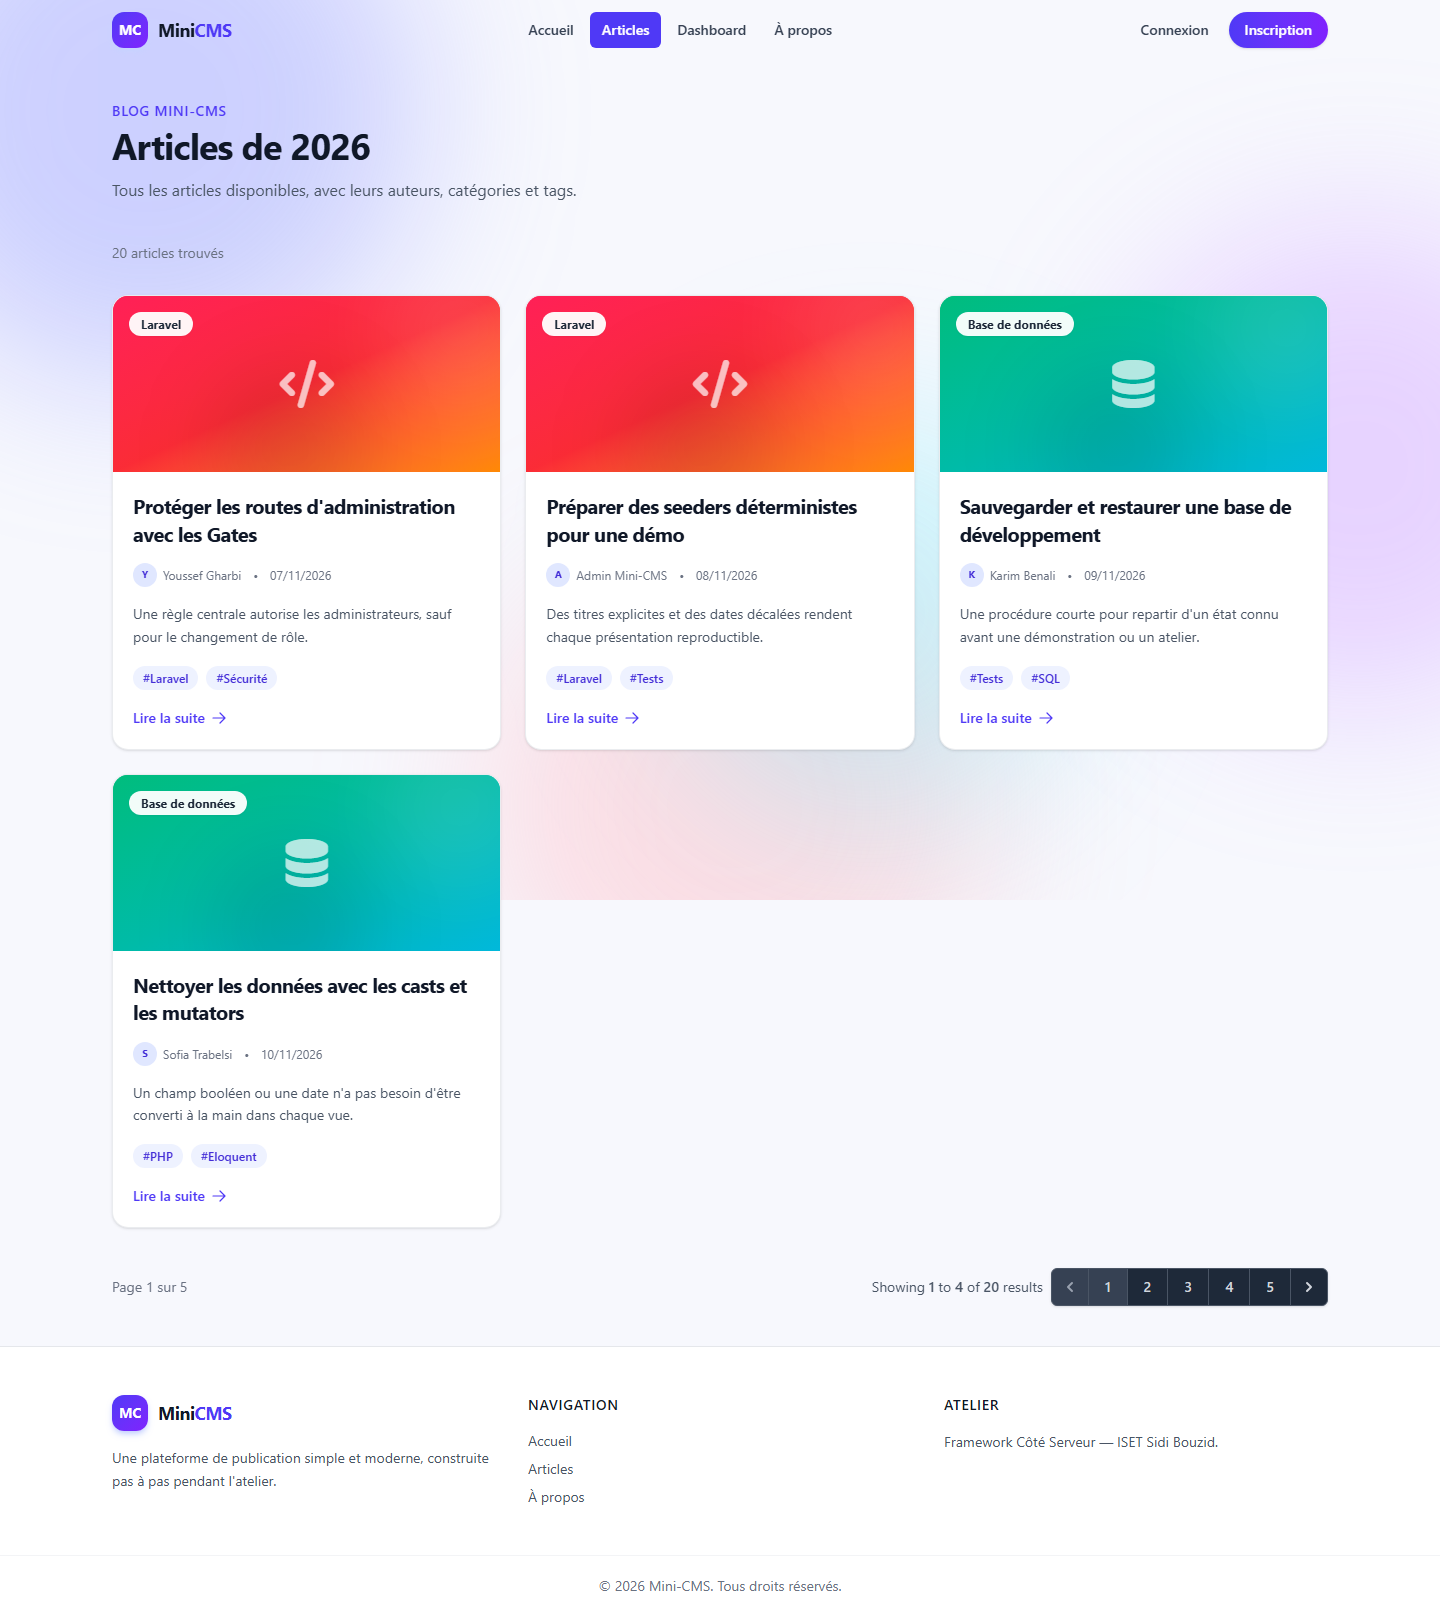 MC MiniCMS
Accueil Articles Dashboard À propos
Connexion Inscription
BLOG MINI-CMS
Articles de 2026
Tous les articles disponibles, avec leurs auteurs, catégories et tags.
20 articles trouvés
Laravel
Protéger les routes d'administration
avec les Gates
Y Youssef Gharbi • 07/11/2026
Une règle centrale autorise les administrateurs, sauf
pour le changement de rôle.
#Laravel #Sécurité
Lire la suite
Laravel
Préparer des seeders déterministes
pour une démo
A Admin Mini-CMS • 08/11/2026
Des titres explicites et des dates décalées rendent
chaque présentation reproductible.
#Laravel #Tests
Lire la suite
Base de données
Sauvegarder et restaurer une base de
développement
K Karim Benali • 09/11/2026
Une procédure courte pour repartir d'un état connu
avant une démonstration ou un atelier.
#Tests #SQL
Lire la suite
Base de données
Nettoyer les données avec les casts et
les mutators
S Sofia Trabelsi • 10/11/2026
Un champ booléen ou une date n'a pas besoin d'être
converti à la main dans chaque vue.
#PHP #Eloquent
Lire la suite
Page 1 sur 5
Showing 1 to 4 of 20 results
1 2 3 4 5
MC MiniCMS
Une plateforme de publication simple et moderne, construite
pas à pas pendant l'atelier.
NAVIGATION
Accueil
Articles
À propos
ATELIER
Framework Côté Serveur — ISET Sidi Bouzid.
© 2026 Mini-CMS. Tous droits réservés.